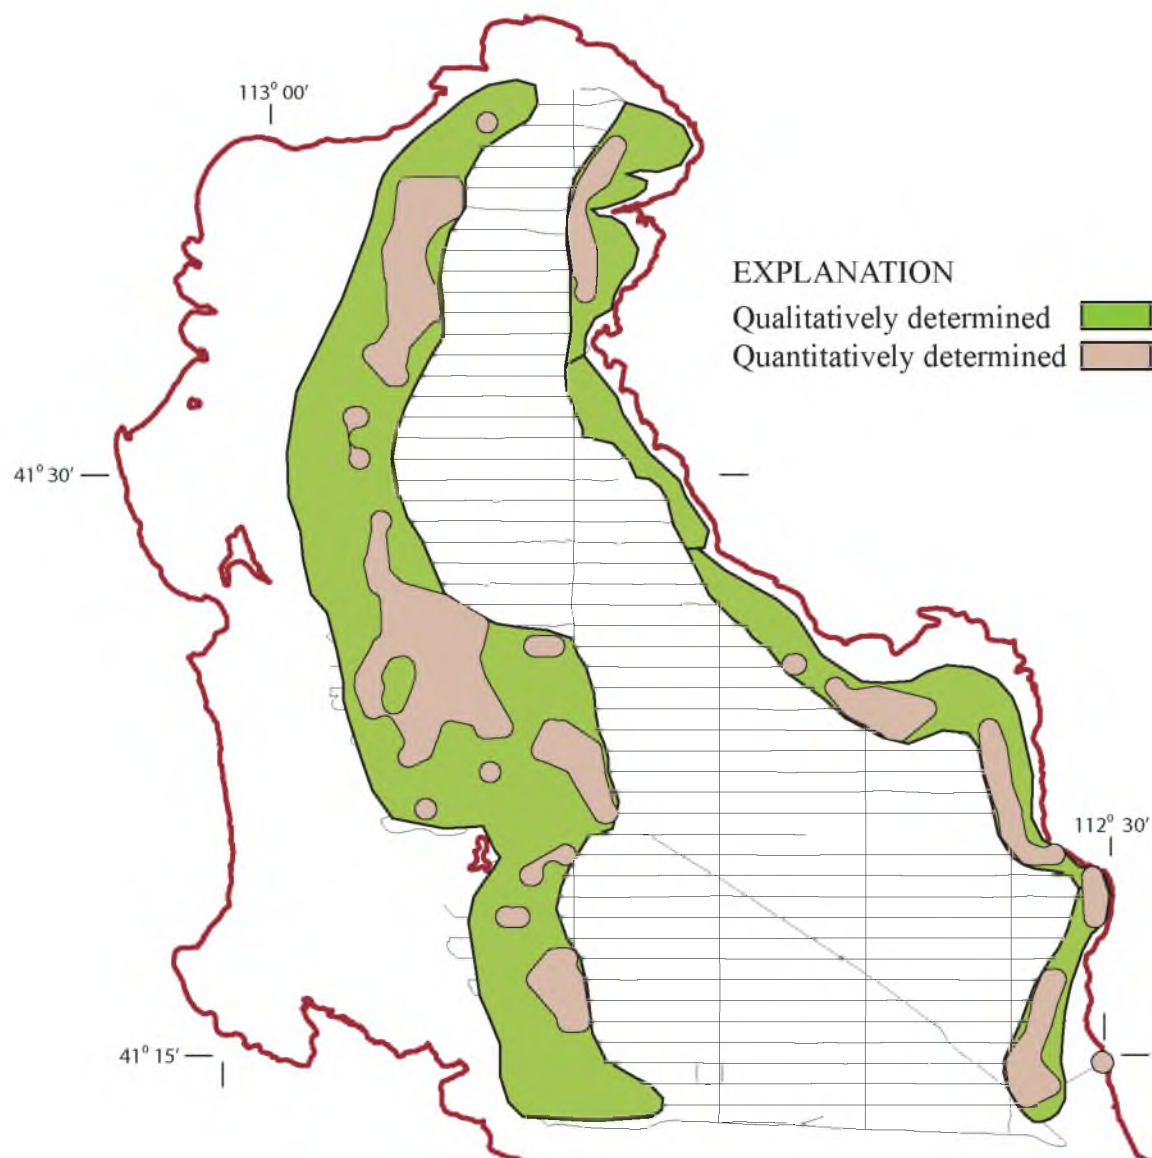 113° 00′
EXPLANATION
Qualitatively determined
Quantitatively determined
41° 30′
112° 30′
41° 15′